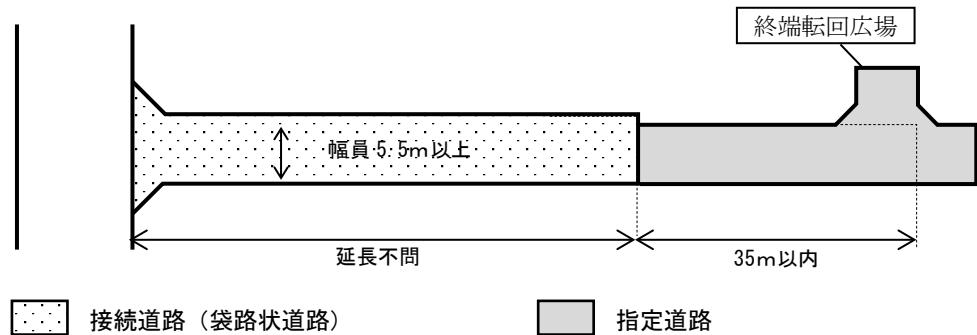 終端転回広場
幅員 5.5m以上
延長不問
35m以内
接続道路（袋路状道路）
指定道路